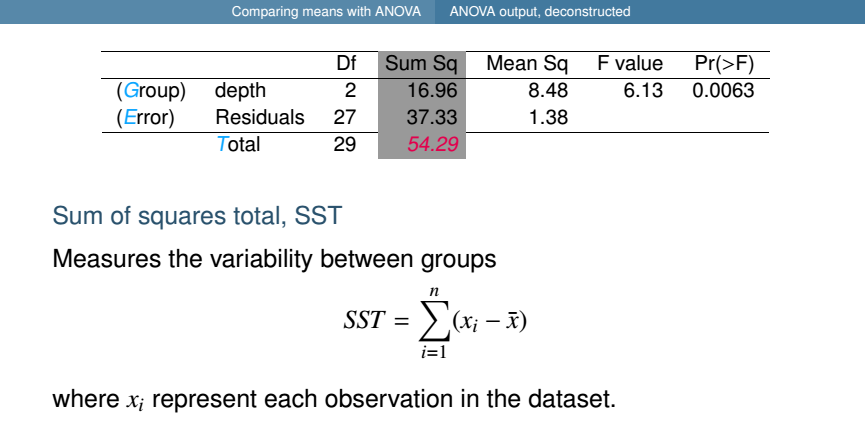 Comparing means with ANOVA ANOVA output, deconstructed
Df Sum Sq Mean Sq F value Pr(>F)
(Group) depth 2 16.96 8.48 6.13 0.0063
(Error) Residuals 27 37.33 1.38
Total 29 54.29
Sum of squares total, SST
Measures the variability between groups
SST = \sum_{i=1}^{n} (x_i − x̄)
where x_i represent each observation in the dataset.